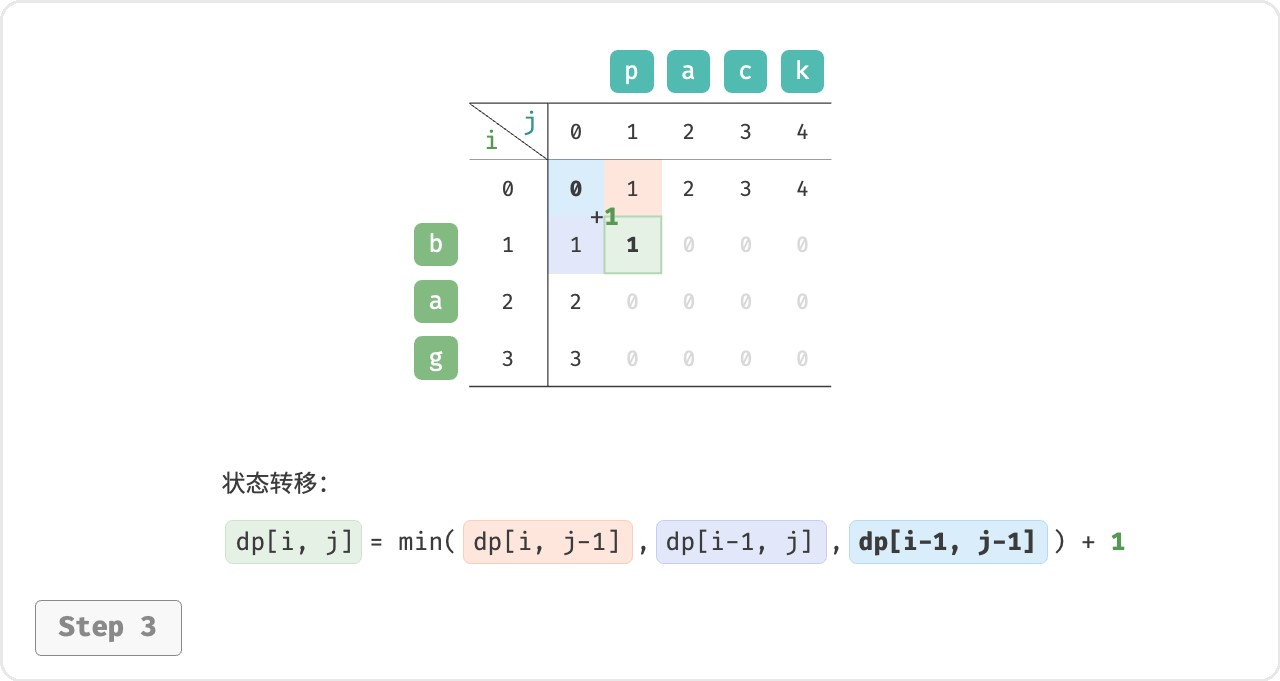 p a c k
i j 0 1 2 3 4
0 0 1 2 3 4
+1
b 1 1 1 0 0 0
a 2 2 0 0 0 0
g 3 3 0 0 0 0
状态转移：
dp[i, j] = min( dp[i, j-1] , dp[i-1, j] , dp[i-1, j-1] ) + 1
Step 3